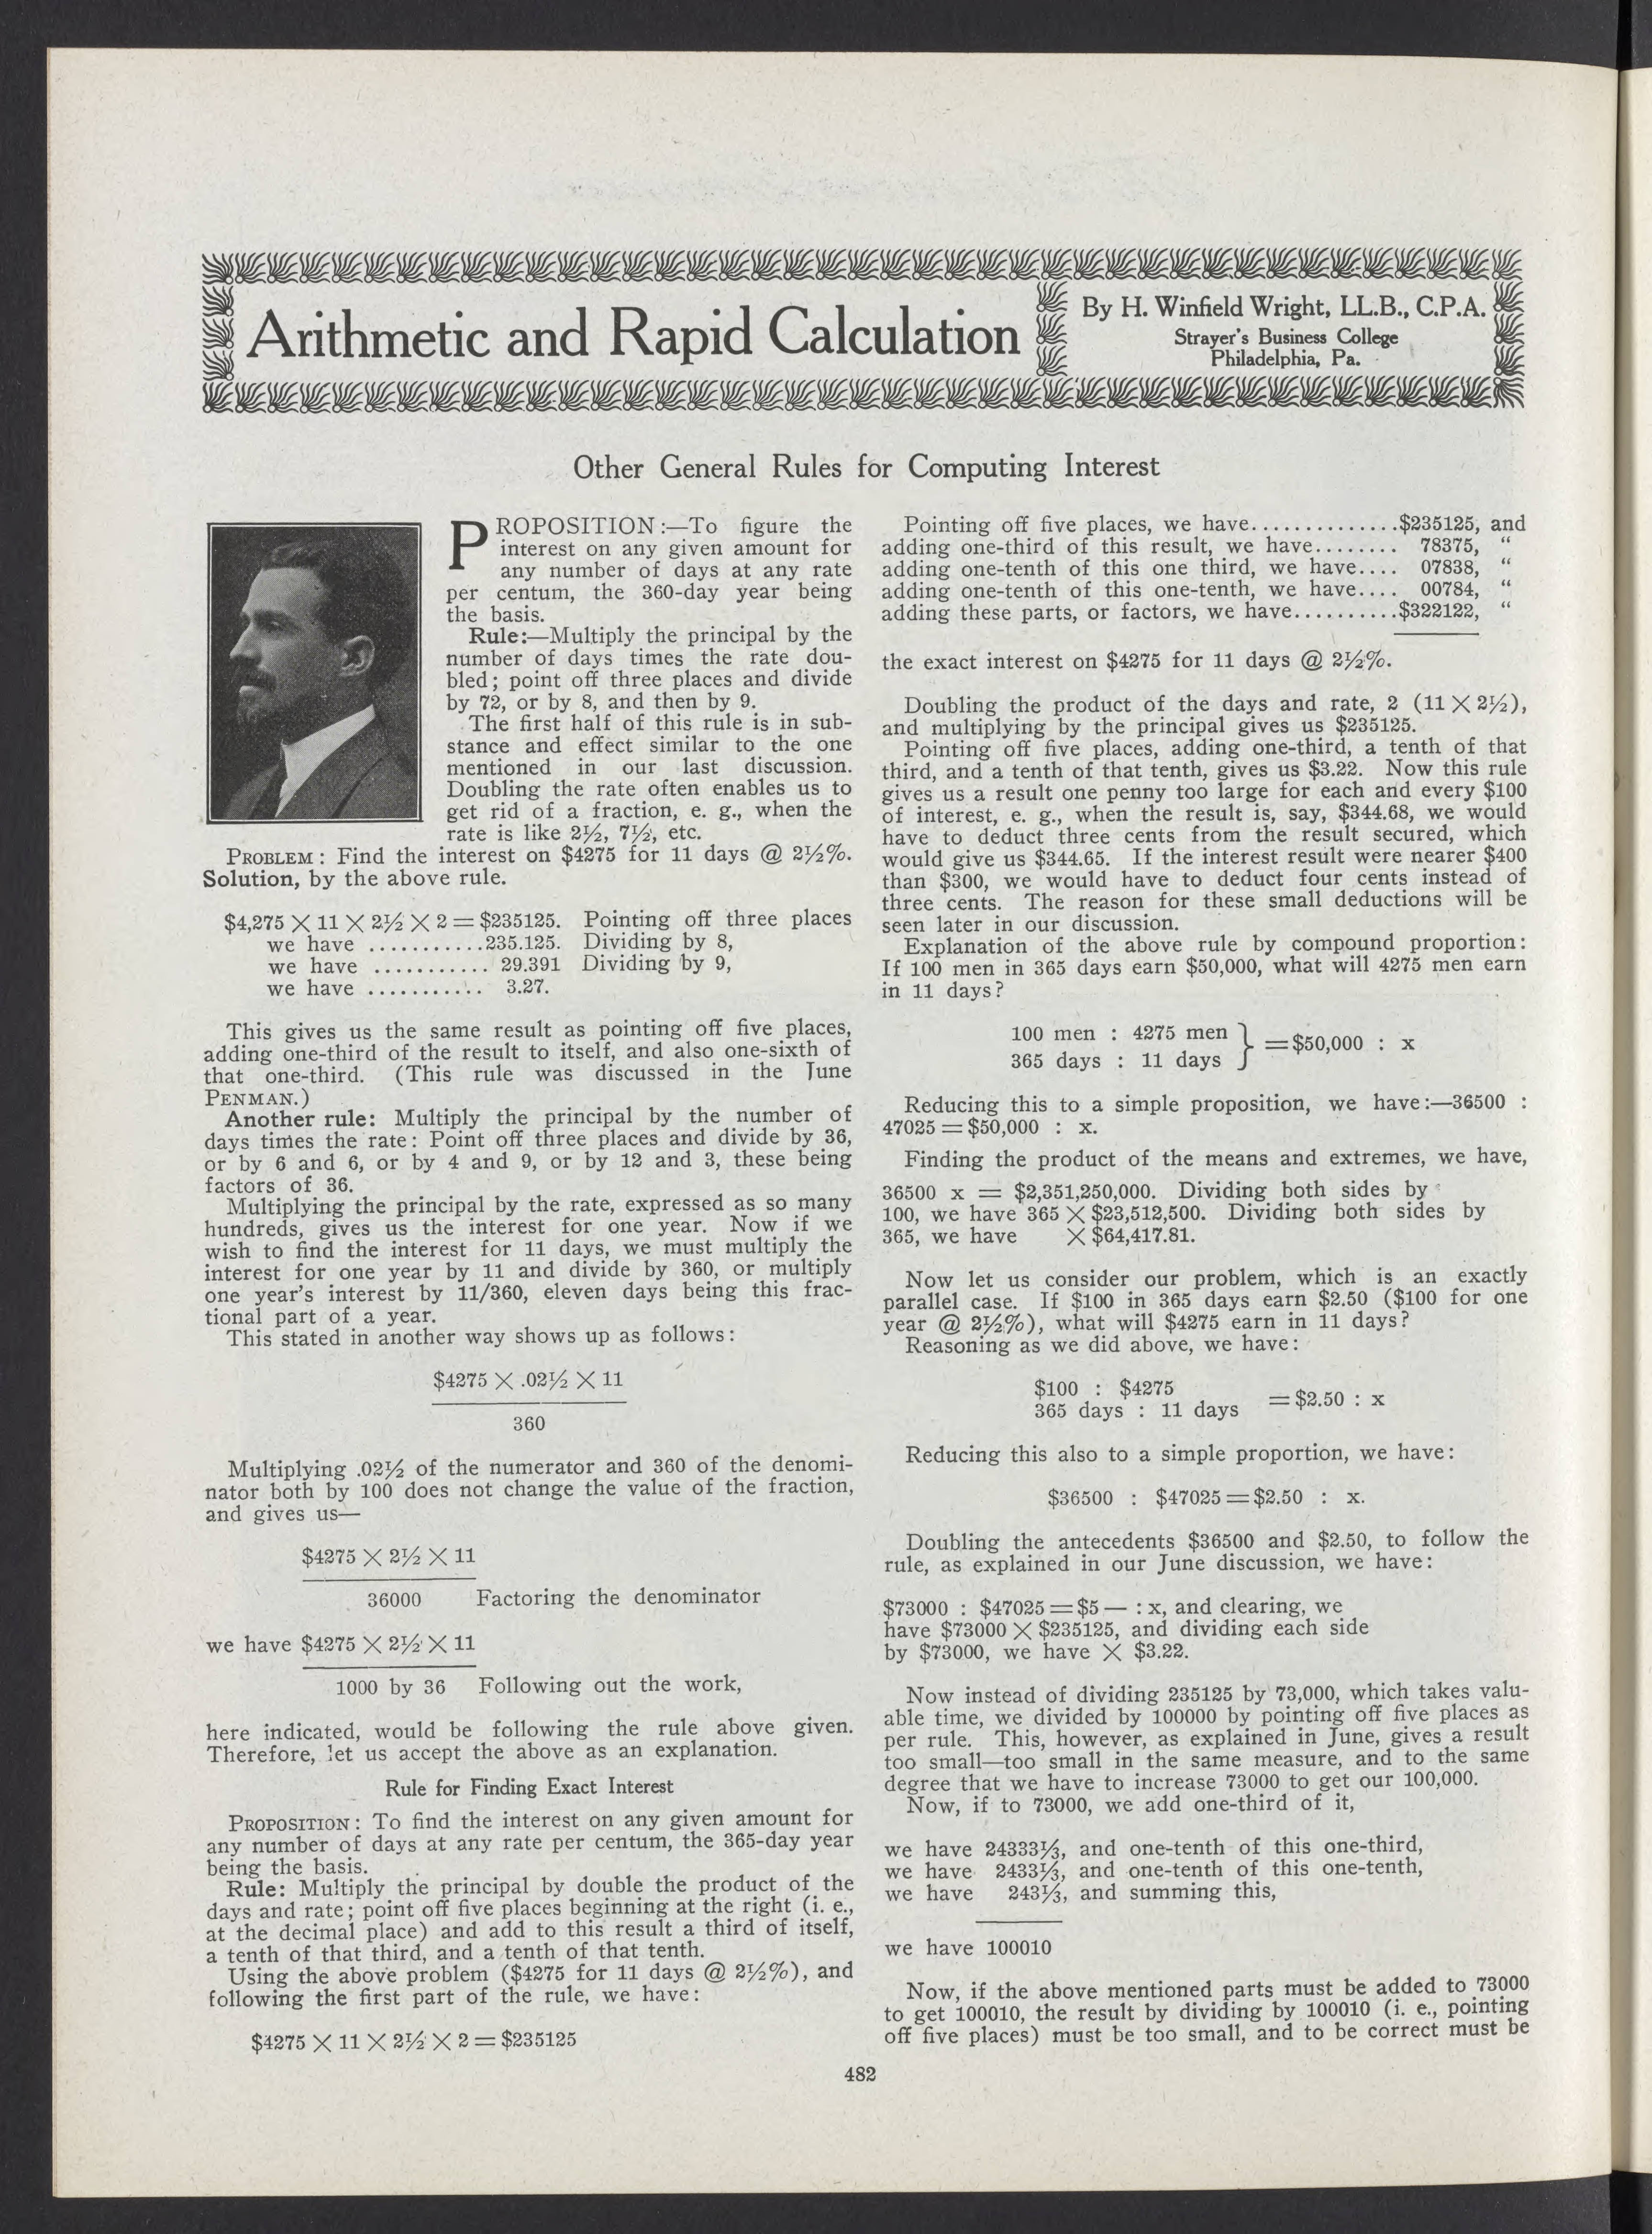 Arithmetic and Rapid Calculation
By H. Winfield Wright, LL.B., C.P.A.
Strayer's Business College
Philadelphia, Pa.
Other General Rules for Computing Interest
PROPOSITION:—To figure the
interest on any given amount for
any number of days at any rate
per centum, the 360-day year being
the basis.
Rule:—Multiply the principal by the
number of days times the rate dou-
bled; point off three places and divide
by 72, or by 8, and then by 9.
The first half of this rule is in sub-
stance and effect similar to the one
mentioned in our last discussion.
Doubling the rate often enables us to
get rid of a fraction, e. g., when the
rate is like 2½, 7½, etc.
PROBLEM: Find the interest on $4275 for 11 days @ 2½%.
Solution, by the above rule.
$4,275 × 11 × 2½ × 2 = $235125. Pointing off three places
we have ...........235.125. Dividing by 8,
we have ........... 29.391 Dividing by 9,
we have ........... 3.27.
This gives us the same result as pointing off five places,
adding one-third of the result to itself, and also one-sixth of
that one-third. (This rule was discussed in the June
PENMAN.)
Another rule: Multiply the principal by the number of
days times the rate: Point off three places and divide by 36,
or by 6 and 6, or by 4 and 9, or by 12 and 3, these being
factors of 36.
Multiplying the principal by the rate, expressed as so many
hundreds, gives us the interest for one year. Now if we
wish to find the interest for 11 days, we must multiply the
interest for one year by 11 and divide by 360, or multiply
one year's interest by 11/360, eleven days being this frac-
tional part of a year.
This stated in another way shows up as follows:
$4275 × .02½ × 11
360
Multiplying .02½ of the numerator and 360 of the denomi-
nator both by 100 does not change the value of the fraction,
and gives us—
$4275 × 2½ × 11
36000 Factoring the denominator
we have $4275 × 2½ × 11
1000 by 36 Following out the work,
here indicated, would be following the rule above given.
Therefore, let us accept the above as an explanation.
Rule for Finding Exact Interest
PROPOSITION: To find the interest on any given amount for
any number of days at any rate per centum, the 365-day year
being the basis.
Rule: Multiply the principal by double the product of the
days and rate; point off five places beginning at the right (i. e.,
at the decimal place) and add to this result a third of itself,
a tenth of that third, and a tenth of that tenth.
Using the above problem ($4275 for 11 days @ 2½%), and
following the first part of the rule, we have:
$4275 × 11 × 2½ × 2 = $235125
Pointing off five places, we have..............$235125, and
adding one-third of this result, we have........ 78375, "
adding one-tenth of this one third, we have.... 07838, "
adding one-tenth of this one-tenth, we have.... 00784, "
adding these parts, or factors, we have..........$322122, "
the exact interest on $4275 for 11 days @ 2½%.
Doubling the product of the days and rate, 2 (11 × 2½),
and multiplying by the principal gives us $235125.
Pointing off five places, adding one-third, a tenth of that
third, and a tenth of that tenth, gives us $3.22. Now this rule
gives us a result one penny too large for each and every $100
of interest, e. g., when the result is, say, $344.68, we would
have to deduct three cents from the result secured, which
would give us $344.65. If the interest result were nearer $400
than $300, we would have to deduct four cents instead of
three cents. The reason for these small deductions will be
seen later in our discussion.
Explanation of the above rule by compound proportion:
If 100 men in 365 days earn $50,000, what will 4275 men earn
in 11 days?
100 men : 4275 men
365 days : 11 days } = $50,000 : x
Reducing this to a simple proposition, we have:—36500 :
47025 = $50,000 : x.
Finding the product of the means and extremes, we have,
36500 x = $2,351,250,000. Dividing both sides by
100, we have 365 × $23,512,500. Dividing both sides by
365, we have × $64,417.81.
Now let us consider our problem, which is an exactly
parallel case. If $100 in 365 days earn $2.50 ($100 for one
year @ 2½%), what will $4275 earn in 11 days?
Reasoning as we did above, we have:
$100 : $4275
365 days : 11 days = $2.50 : x
Reducing this also to a simple proportion, we have:
$36500 : $47025 = $2.50 : x.
Doubling the antecedents $36500 and $2.50, to follow the
rule, as explained in our June discussion, we have:
$73000 : $47025 = $5 — : x, and clearing, we
have $73000 × $235125, and dividing each side
by $73000, we have × $3.22.
Now instead of dividing 235125 by 73,000, which takes valu-
able time, we divided by 100000 by pointing off five places as
per rule. This, however, as explained in June, gives a result
too small—too small in the same measure, and to the same
degree that we have to increase 73000 to get our 100,000.
Now, if to 73000, we add one-third of it,
we have 24333⅓, and one-tenth of this one-third,
we have 2433⅓, and one-tenth of this one-tenth,
we have 243⅓, and summing this,
we have 100010
Now, if the above mentioned parts must be added to 73000
to get 100010, the result by dividing by 100010 (i. e., pointing
off five places) must be too small, and to be correct must be
482